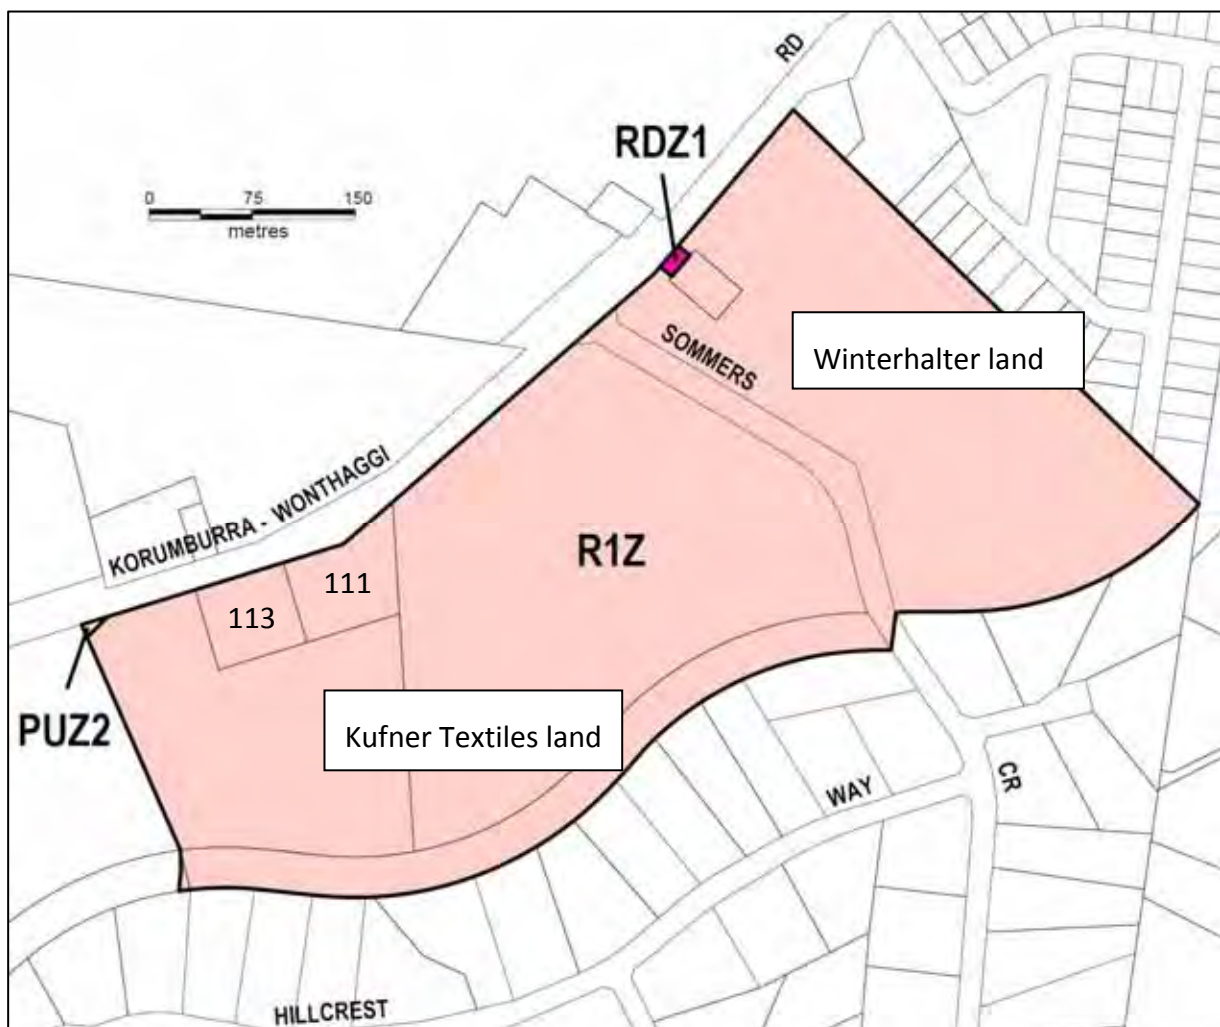 RD
RDZ1
0 75 150
metres
SOMMERS
Winterhalter land
KORUMBURRA - WONTHAGGI
R1Z
111
113
PUZ2
Kufner Textiles land
WAY
CR
HILLCREST